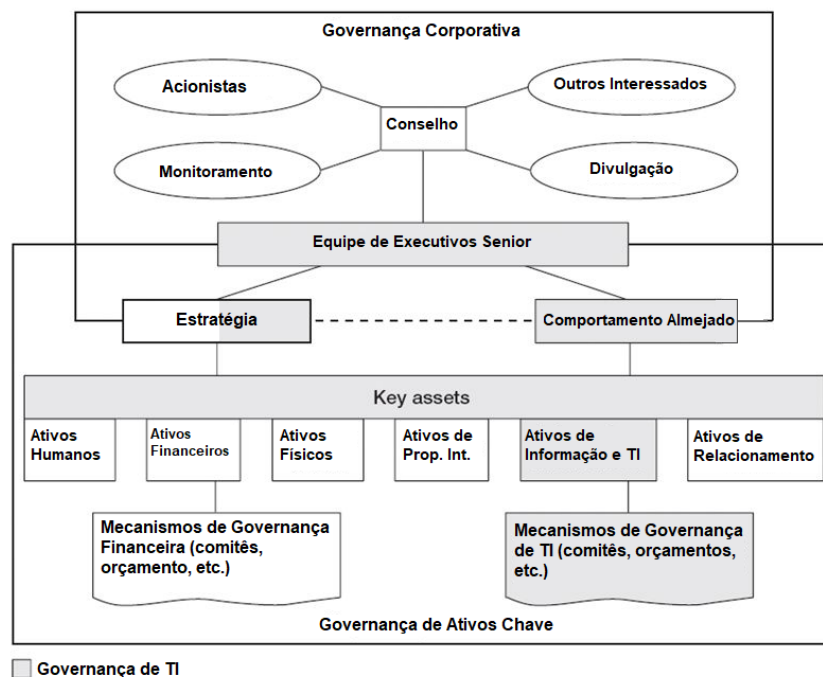 Governança Corporativa
Acionistas
Outros Interessados
Conselho
Monitoramento
Divulgação
Equipe de Executivos Senior
Estratégia
Comportamento Almejado
Key assets
Ativos
Humanos
Ativos
Financeiros
Ativos
Físicos
Ativos de
Prop. Int.
Ativos de
Informação e TI
Ativos de
Relacionamento
Mecanismos de Governança
Financeira (comitês,
orçamento, etc.)
Mecanismos de Governança
de TI (comitês, orçamentos,
etc.)
Governança de Ativos Chave
Governança de TI